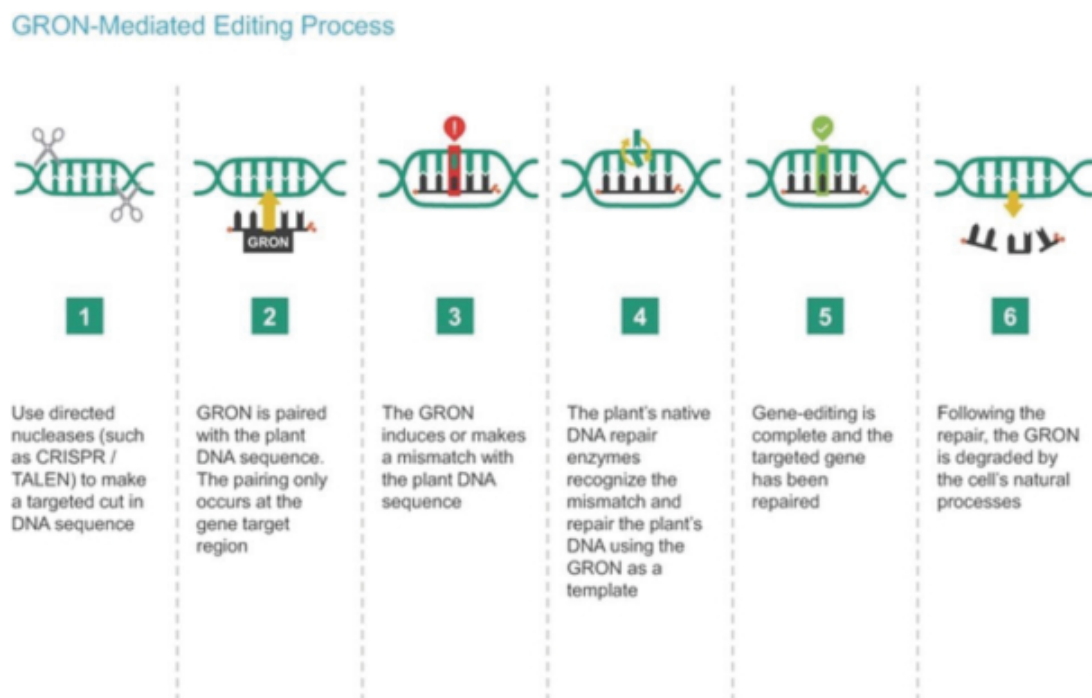 GRON-Mediated Editing Process
!
GRON
1
2
3
4
5
6
Use directed
nucleases (such
as CRISPR /
TALEN) to make
a targeted cut in
DNA sequence
GRON is paired
with the plant
DNA sequence.
The pairing only
occurs at the
gene target
region
The GRON
induces or makes
a mismatch with
the plant DNA
sequence
The plant's native
DNA repair
enzymes
recognize the
mismatch and
repair the plant's
DNA using the
GRON as a
template
Gene-editing is
complete and the
targeted gene
has been
repaired
Following the
repair, the GRON
is degraded by
the cell's natural
processes